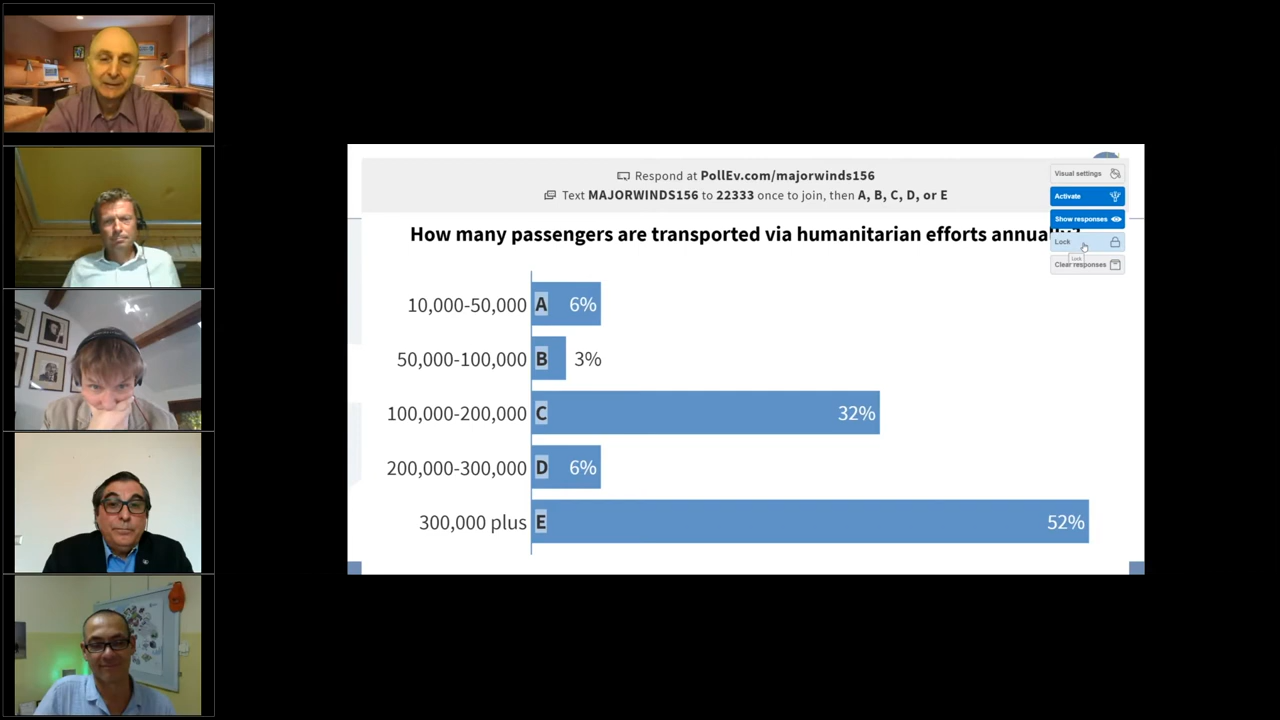 Respond at PollEv.com/majorwinds156
Text MAJORWINDS156 to 22333 once to join, then A, B, C, D, or E
Visual settings
Activate
Show responses
Lock
Lock
Clear responses
How many passengers are transported via humanitarian efforts annually?
10,000-50,000 A 6%
50,000-100,000 B 3%
100,000-200,000 C 32%
200,000-300,000 D 6%
300,000 plus E 52%